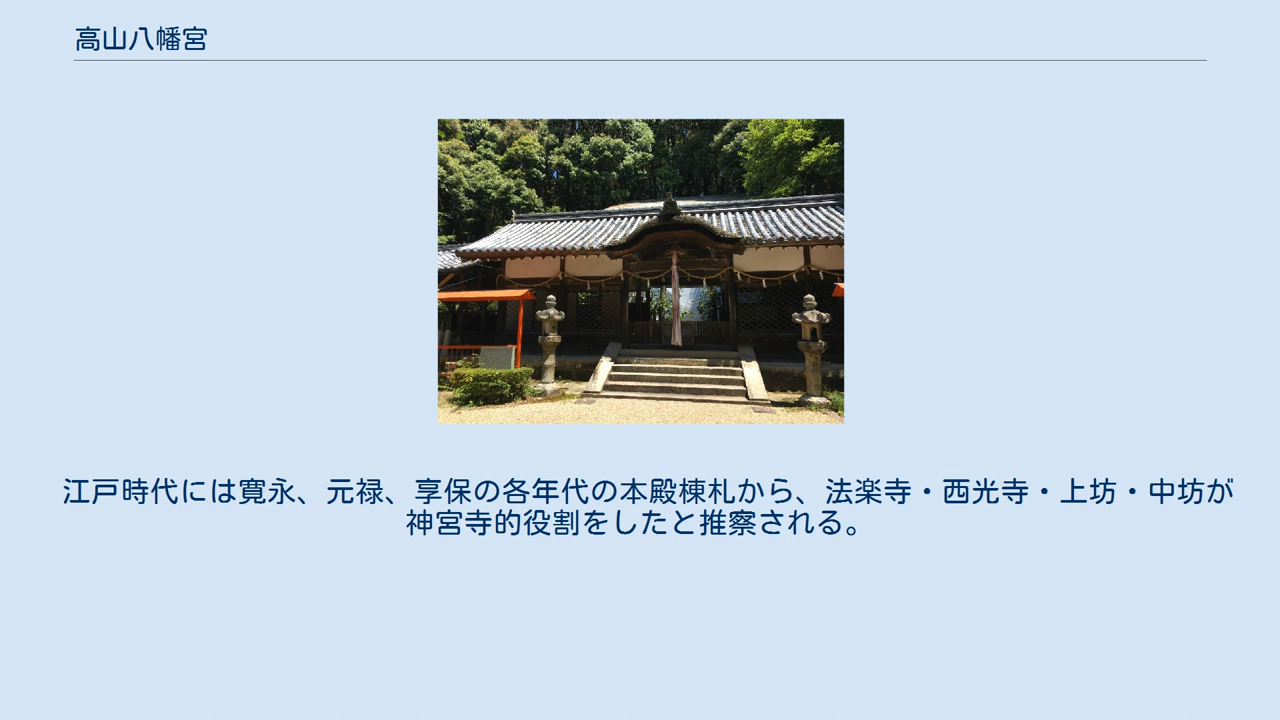 高山八幡宮
江戸時代には寛永、元禄、享保の各年代の本殿棟札から、法楽寺・西光寺・上坊・中坊が
神宮寺的役割をしたと推察される。